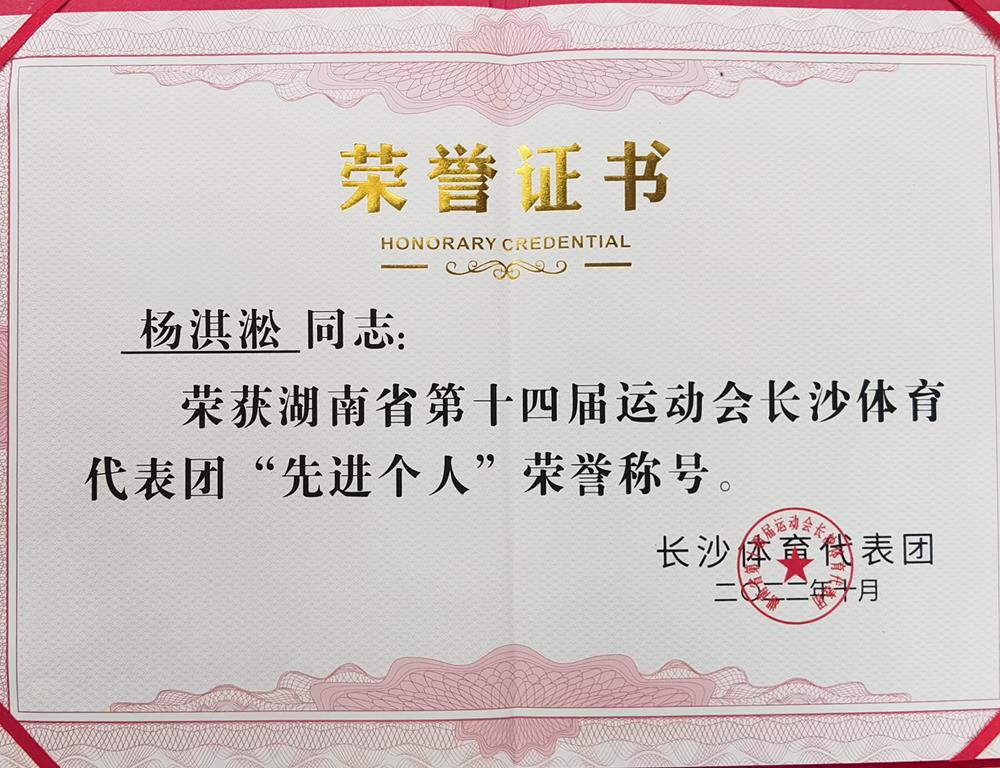 荣誉证书
HONORARY CREDENTIAL
杨淇淞 同志:
荣获湖南省第十四届运动会长沙体育
代表团“先进个人”荣誉称号。
长沙体育代表团
二〇二二年十月